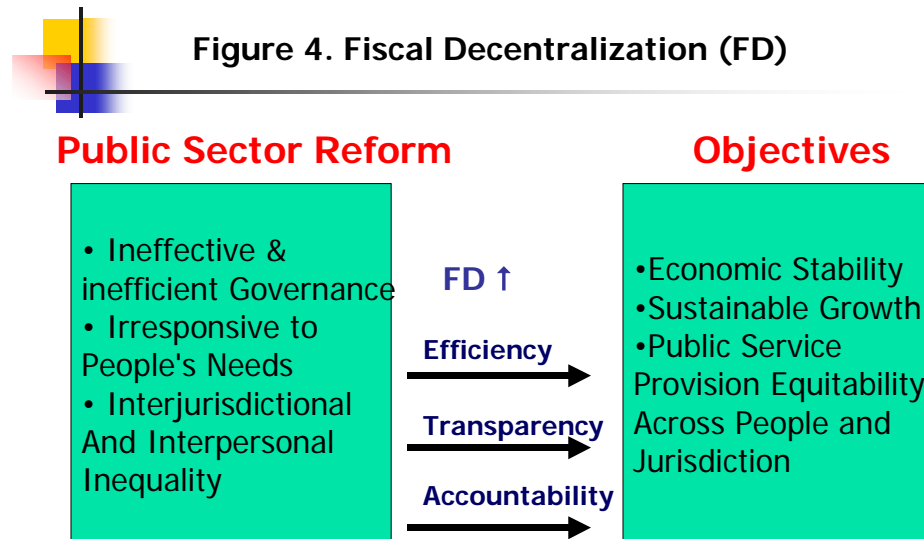 Figure 4. Fiscal Decentralization (FD)
Public Sector Reform
• Ineffective &
inefficient Governance
• Irresponsive to
People's Needs
• Interjurisdictional
And Interpersonal
Inequality
FD ↑
Efficiency
Transparency
Accountability
Objectives
•Economic Stability
•Sustainable Growth
•Public Service
Provision Equitability
Across People and
Jurisdiction